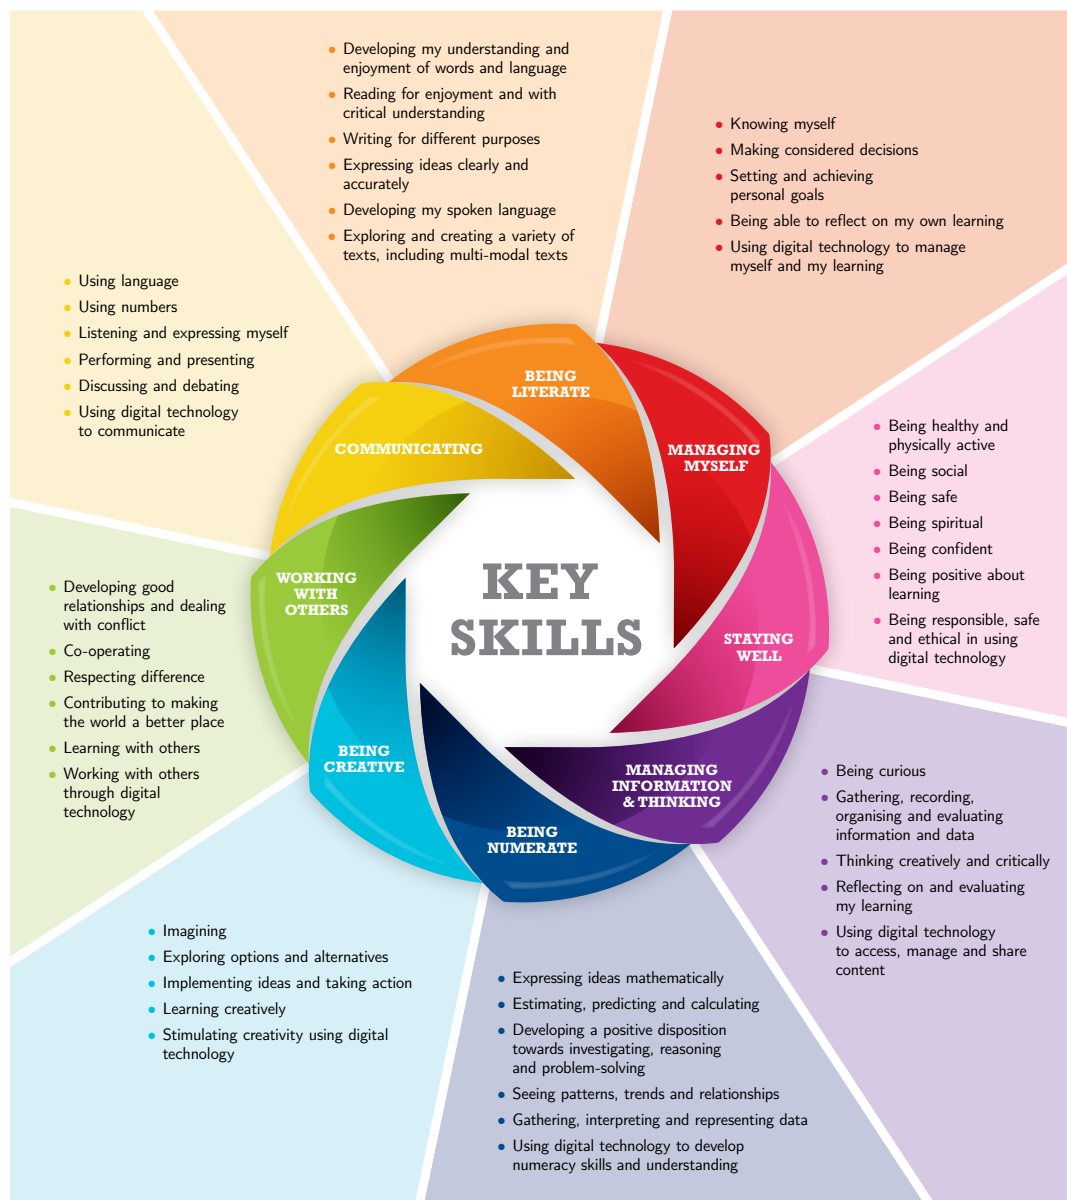 KEY
SKILLS
BEING
LITERATE
• Developing my understanding and
enjoyment of words and language
• Reading for enjoyment and with
critical understanding
• Writing for different purposes
• Expressing ideas clearly and
accurately
• Developing my spoken language
• Exploring and creating a variety of
texts, including multi-modal texts
MANAGING
MYSELF
• Knowing myself
• Making considered decisions
• Setting and achieving
personal goals
• Being able to reflect on my own learning
• Using digital technology to manage
myself and my learning
STAYING
WELL
• Being healthy and
physically active
• Being social
• Being safe
• Being spiritual
• Being confident
• Being positive about
learning
• Being responsible, safe
and ethical in using
digital technology
MANAGING
INFORMATION
& THINKING
• Being curious
• Gathering, recording,
organising and evaluating
information and data
• Thinking creatively and critically
• Reflecting on and evaluating
my learning
• Using digital technology
to access, manage and share
content
BEING
NUMERATE
• Expressing ideas mathematically
• Estimating, predicting and calculating
• Developing a positive disposition
towards investigating, reasoning
and problem-solving
• Seeing patterns, trends and relationships
• Gathering, interpreting and representing data
• Using digital technology to develop
numeracy skills and understanding
BEING
CREATIVE
• Imagining
• Exploring options and alternatives
• Implementing ideas and taking action
• Learning creatively
• Stimulating creativity using digital
technology
WORKING
WITH
OTHERS
• Developing good
relationships and dealing
with conflict
• Co-operating
• Respecting difference
• Contributing to making
the world a better place
• Learning with others
• Working with others
through digital
technology
COMMUNICATING
• Using language
• Using numbers
• Listening and expressing myself
• Performing and presenting
• Discussing and debating
• Using digital technology
to communicate